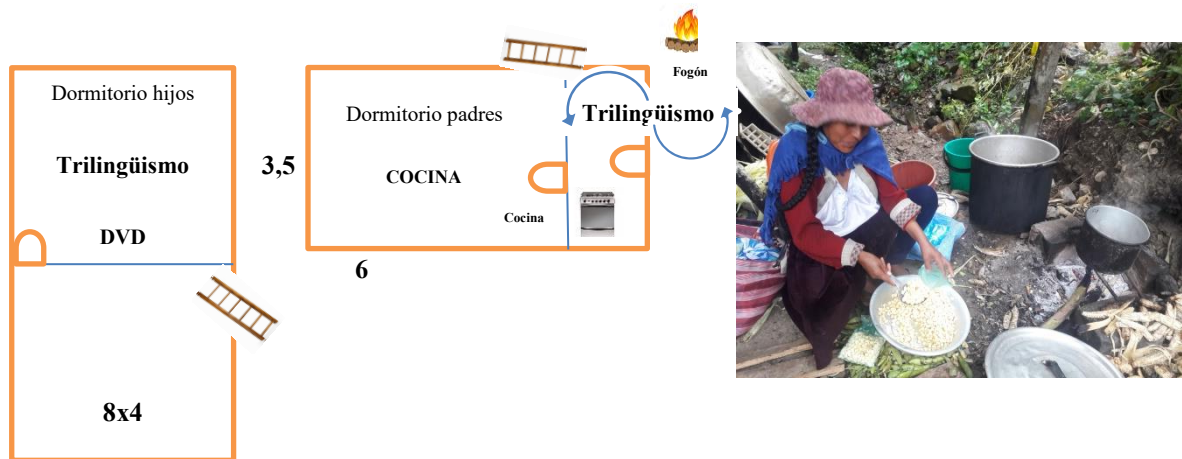 Dormitorio hijos
Trilingüismo
DVD
8x4
3,5
Dormitorio padres
COCINA
Cocina
6
Fogón
Trilingüismo